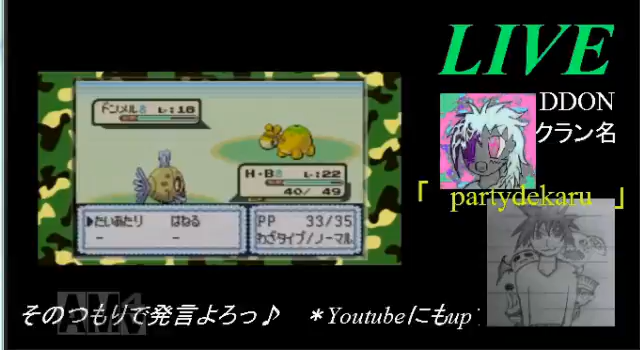 LIVE
DDON
クラン名
「 partydekaru 」
ドンメル♂ Lv:18
H・B♂ Lv:22
40/ 49
▶たいあたり はねる
- -
PP 33/35
わざタイプ/ノーマル
そのつもりで発言よろっ♪ *Youtubeにもup